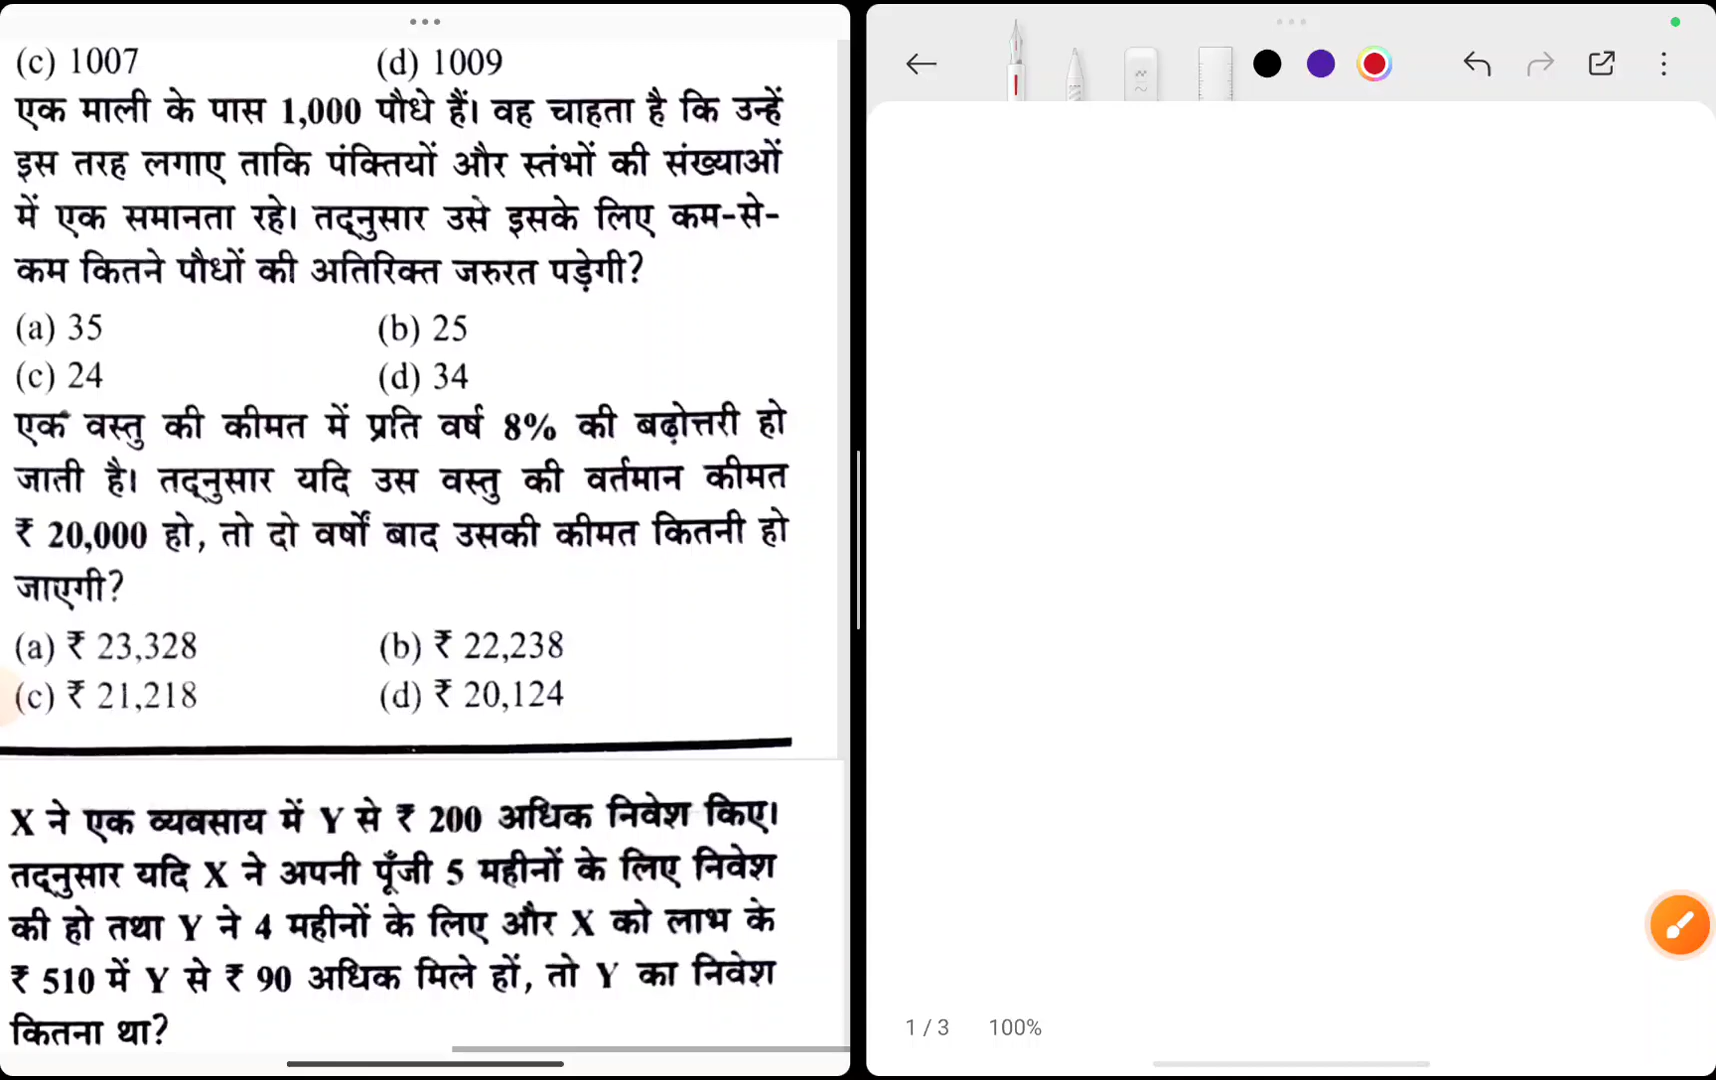 (c) 1007 (d) 1009
एक माली के पास 1,000 पौधे हैं। वह चाहता है कि उन्हें
इस तरह लगाए ताकि पंक्तियों और स्तंभों की संख्याओं
में एक समानता रहे। तद्नुसार उसे इसके लिए कम-से-
कम कितने पौधों की अतिरिक्त जरुरत पड़ेगी?
(a) 35 (b) 25
(c) 24 (d) 34
एक वस्तु की कीमत में प्रति वर्ष 8% की बढ़ोत्तरी हो
जाती है। तद्नुसार यदि उस वस्तु की वर्तमान कीमत
₹ 20,000 हो, तो दो वर्षों बाद उसकी कीमत कितनी हो
जाएगी?
(a) ₹ 23,328 (b) ₹ 22,238
(c) ₹ 21,218 (d) ₹ 20,124
X ने एक व्यवसाय में Y से ₹ 200 अधिक निवेश किए।
तद्नुसार यदि X ने अपनी पूँजी 5 महीनों के लिए निवेश
की हो तथा Y ने 4 महीनों के लिए और X को लाभ के
₹ 510 में Y से ₹ 90 अधिक मिले हों, तो Y का निवेश
कितना था?
1 / 3 100%